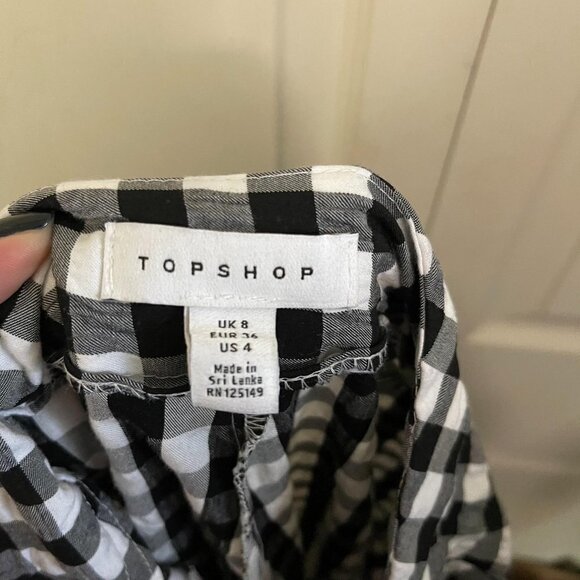 TOPSHOP
UK 8
EUR 36
US 4
Made in
Sri Lanka
RN 125149